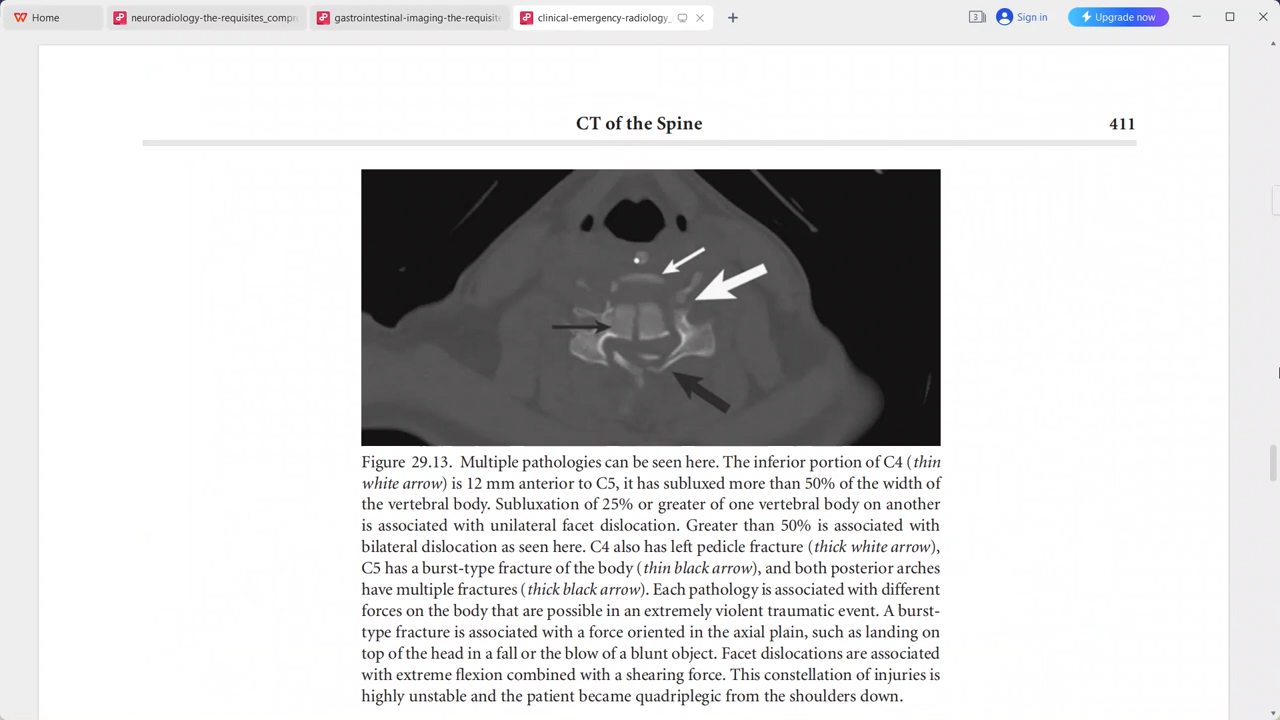 Home
neuroradiology-the-requisites_comp
gastrointestinal-imaging-the-requisite
clinical-emergency-radiology_
3
Sign in
Upgrade now
CT of the Spine 411
Figure 29.13. Multiple pathologies can be seen here. The inferior portion of C4 (thin
white arrow) is 12 mm anterior to C5, it has subluxed more than 50% of the width of
the vertebral body. Subluxation of 25% or greater of one vertebral body on another
is associated with unilateral facet dislocation. Greater than 50% is associated with
bilateral dislocation as seen here. C4 also has left pedicle fracture (thick white arrow),
C5 has a burst-type fracture of the body (thin black arrow), and both posterior arches
have multiple fractures (thick black arrow). Each pathology is associated with different
forces on the body that are possible in an extremely violent traumatic event. A burst-
type fracture is associated with a force oriented in the axial plain, such as landing on
top of the head in a fall or the blow of a blunt object. Facet dislocations are associated
with extreme flexion combined with a shearing force. This constellation of injuries is
highly unstable and the patient became quadriplegic from the shoulders down.